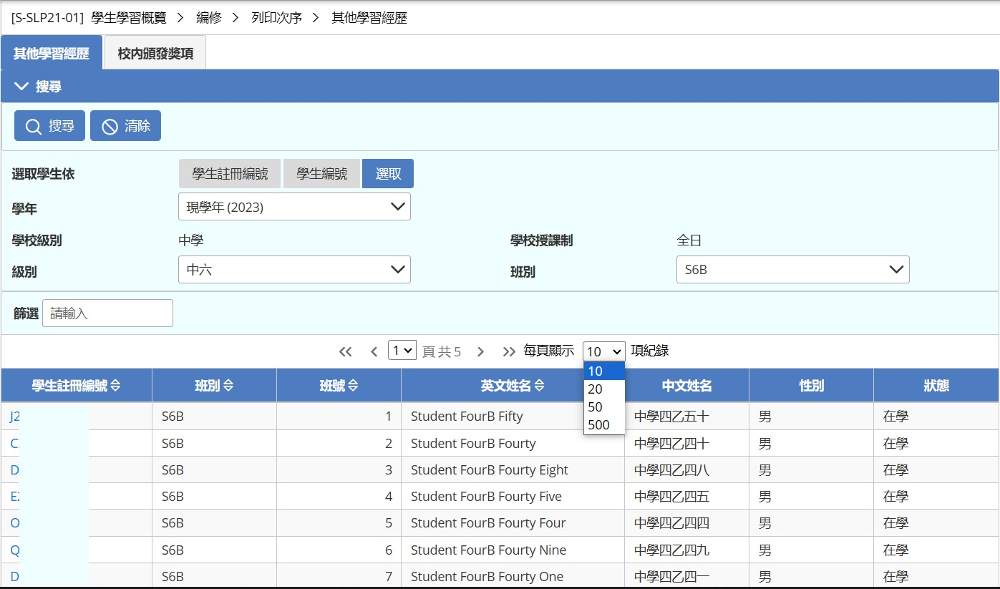 [S-SLP21-01] 學生學習概覽 > 編修 > 列印次序 > 其他學習經歷
其他學習經歷 校內頒發獎項
搜尋
搜尋 清除
選取學生依 學生註冊編號 學生編號 選取
學年 現學年 (2023)
學校級別 中學 學校授課制 全日
級別 中六 班別 S6B
篩選 請輸入
1 頁 共 5 每頁顯示 10 項紀錄
10
20
50
500
學生註冊編號 班別 班號 英文姓名 中文姓名 性別 狀態
J2 S6B 1 Student FourB Fifty 中學四乙五十 男 在學
C S6B 2 Student FourB Fourty 中學四乙四十 男 在學
D S6B 3 Student FourB Fourty Eight 中學四乙四八 男 在學
E2 S6B 4 Student FourB Fourty Five 中學四乙四五 男 在學
O S6B 5 Student FourB Fourty Four 中學四乙四四 男 在學
Q S6B 6 Student FourB Fourty Nine 中學四乙四九 男 在學
D S6B 7 Student FourB Fourty One 中學四乙四一 男 在學